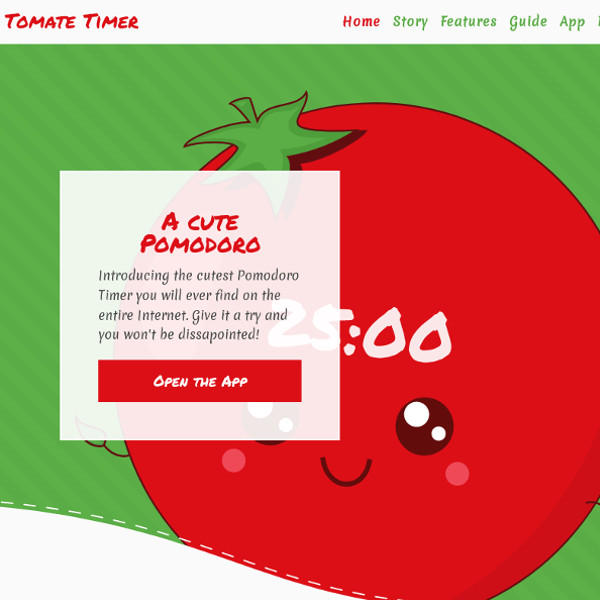 Tomate Timer
Home Story Features Guide App
A cute
Pomodoro
Introducing the cutest Pomodoro
Timer you will ever find on the
entire Internet. Give it a try and
you won't be dissapointed!
25:00
Open the App